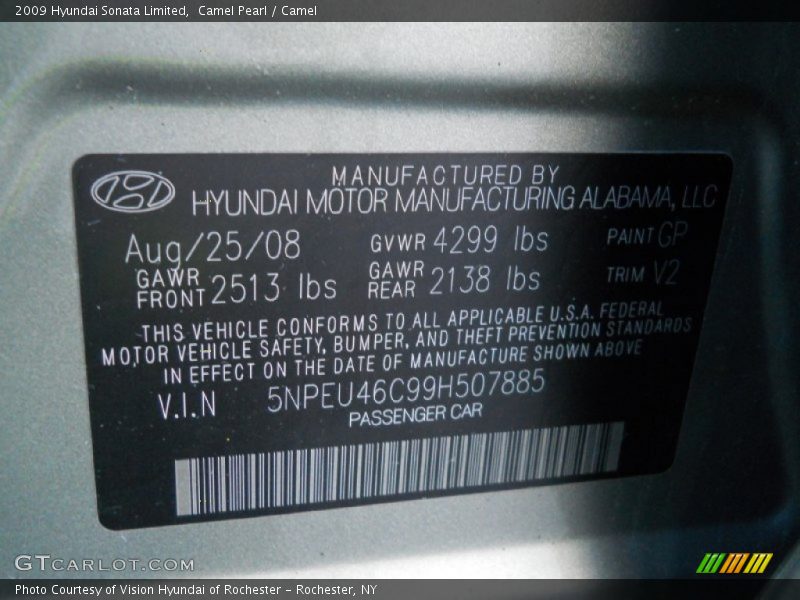 2009 Hyundai Sonata Limited, Camel Pearl / Camel
MANUFACTURED BY
HYUNDAI MOTOR MANUFACTURING ALABAMA, LLC
Aug/25/08 GVWR 4299 lbs PAINT GP
GAWR FRONT 2513 lbs GAWR REAR 2138 lbs TRIM V2
THIS VEHICLE CONFORMS TO ALL APPLICABLE U.S.A. FEDERAL
MOTOR VEHICLE SAFETY, BUMPER, AND THEFT PREVENTION STANDARDS
IN EFFECT ON THE DATE OF MANUFACTURE SHOWN ABOVE
V.I.N 5NPEU46C99H507885
PASSENGER CAR
GTCARLOT.COM
Photo Courtesy of Vision Hyundai of Rochester – Rochester, NY